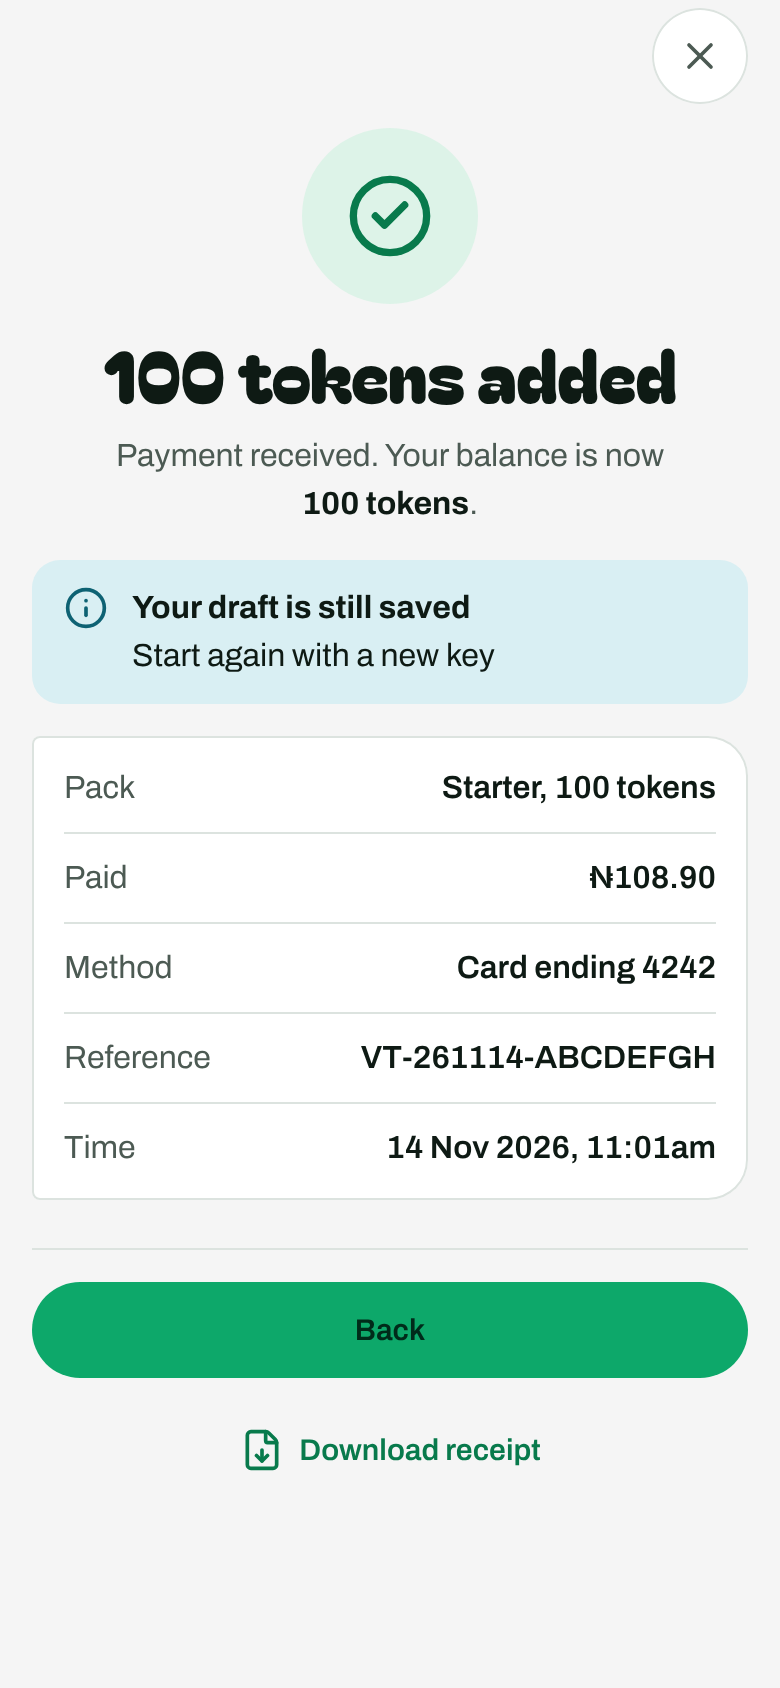 100 tokens added
Payment received. Your balance is now
100 tokens.
Your draft is still saved
Start again with a new key
Pack Starter, 100 tokens
Paid ₦108.90
Method Card ending 4242
Reference VT-261114-ABCDEFGH
Time 14 Nov 2026, 11:01am
Back
Download receipt